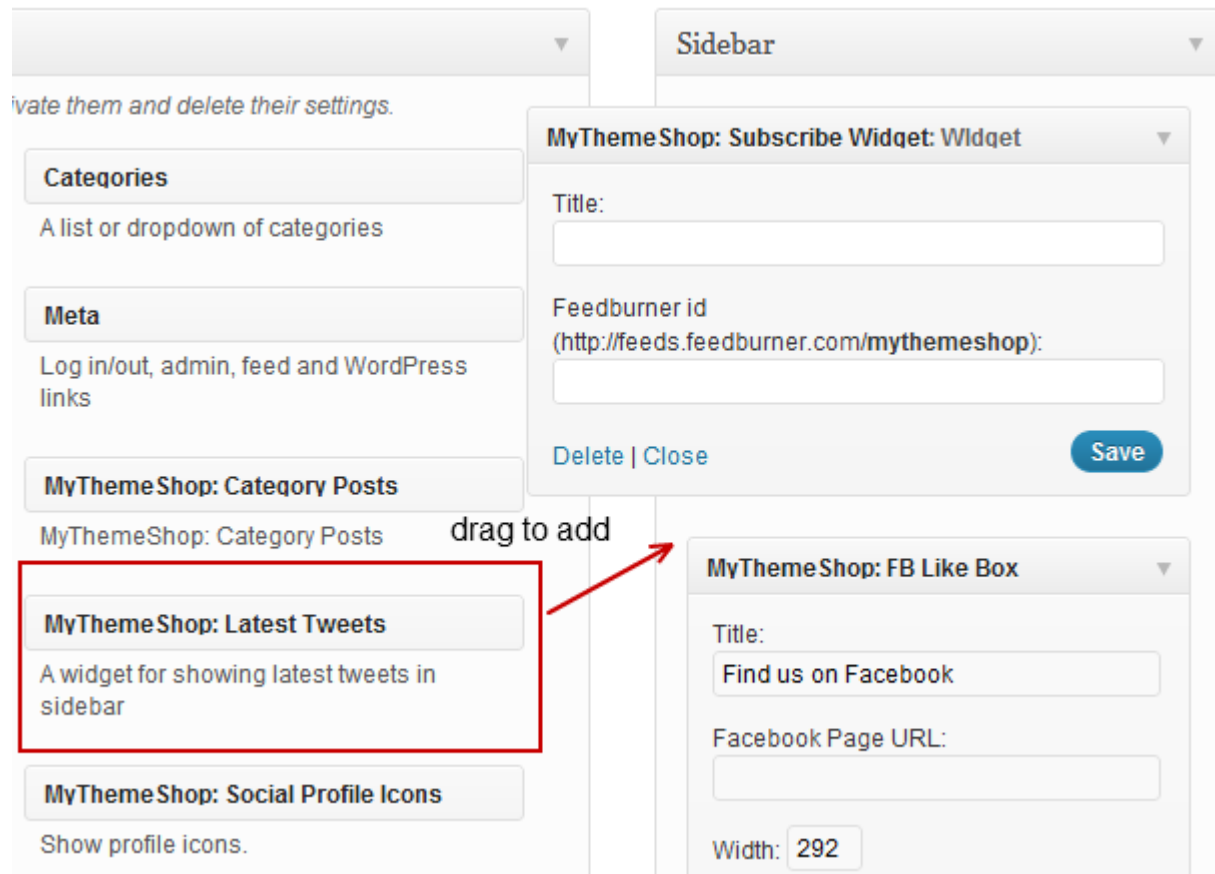 ivate them and delete their settings.
Categories
A list or dropdown of categories
Meta
Log in/out, admin, feed and WordPress
links
MyThemeShop: Category Posts
MyThemeShop: Category Posts
MyThemeShop: Latest Tweets
A widget for showing latest tweets in
sidebar
MyThemeShop: Social Profile Icons
Show profile icons.
drag to add
Sidebar
MyThemeShop: Subscribe Widget: WIdget
Title:
Feedburner id
(http://feeds.feedburner.com/mythemeshop):
Delete | Close
Save
MyThemeShop: FB Like Box
Title:
Find us on Facebook
Facebook Page URL:
Width: 292